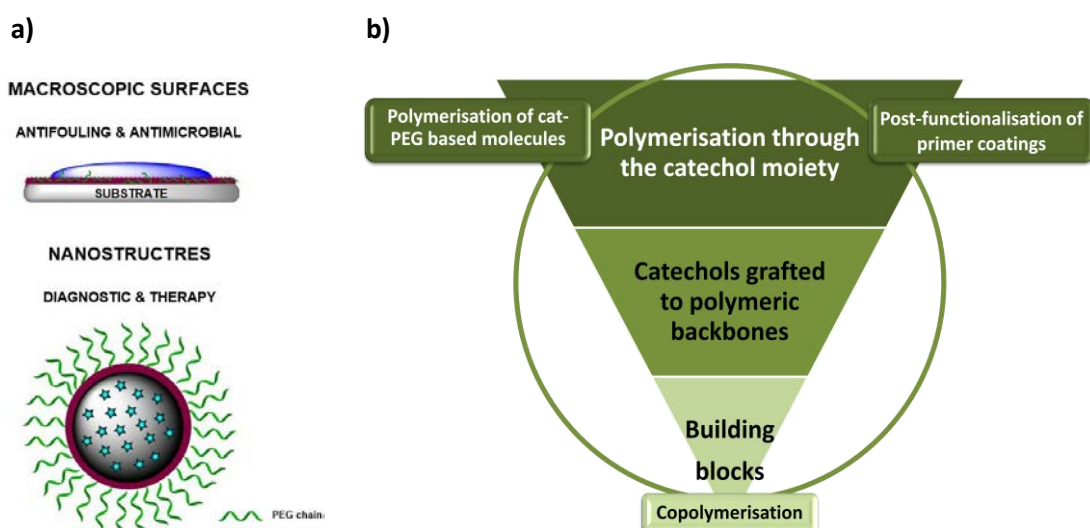 a)
MACROSCOPIC SURFACES
ANTIFOULING & ANTIMICROBIAL
SUBSTRATE
NANOSTRUCTRES
DIAGNOSTIC & THERAPY
PEG chain
b)
Polymerisation of cat-
PEG based molecules
Polymerisation through
the catechol moiety
Post-functionalisation of
primer coatings
Catechols grafted
to polymeric
backbones
Building
blocks
Copolymerisation